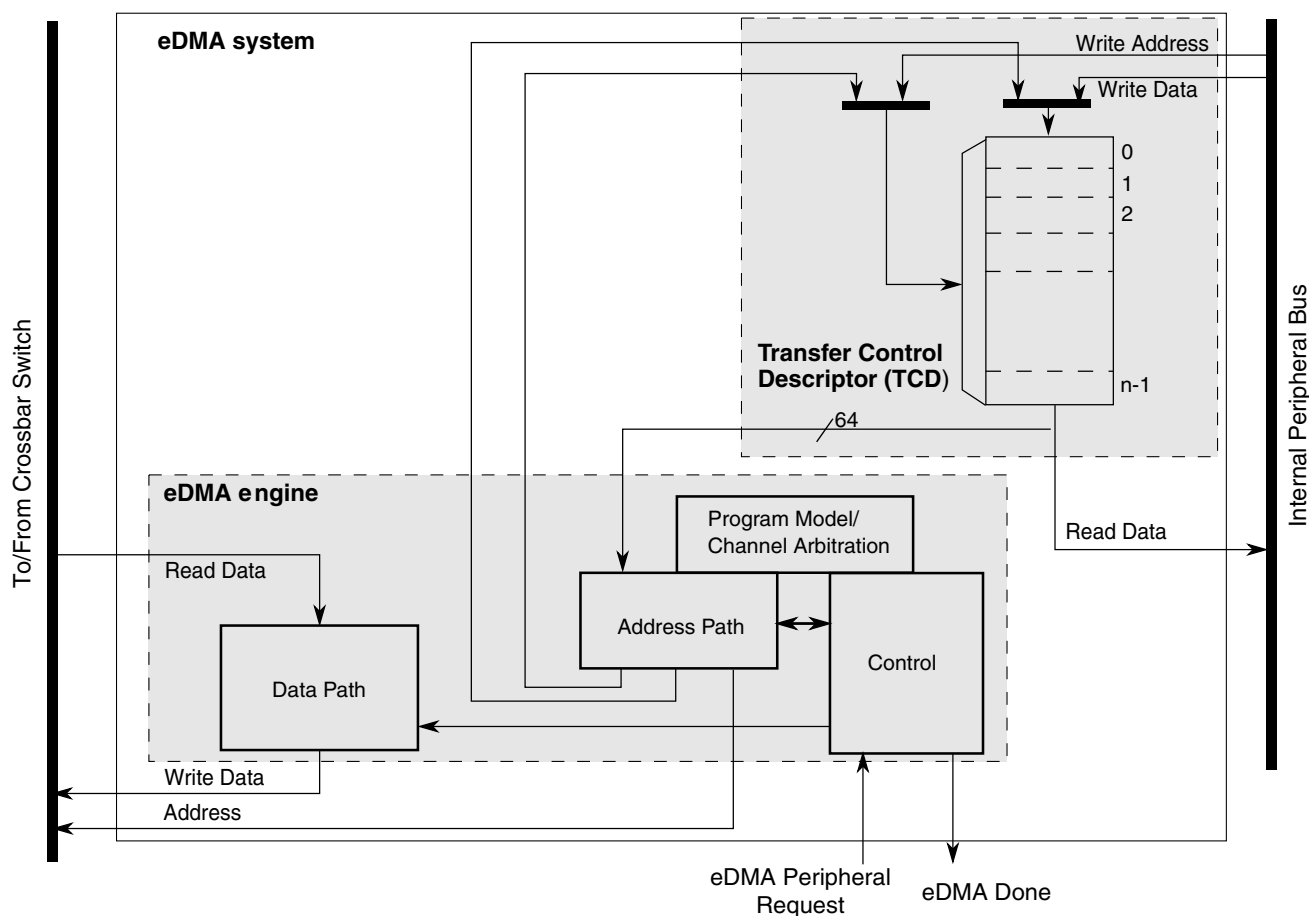 eDMA system
Write Address
Write Data
0
1
2
n-1
Transfer Control
Descriptor (TCD)
64
To/From Crossbar Switch
Internal Peripheral Bus
eDMA engine
Program Model/
Channel Arbitration
Read Data
Read Data
Address Path
Control
Data Path
Write Data
Address
eDMA Peripheral
Request
eDMA Done